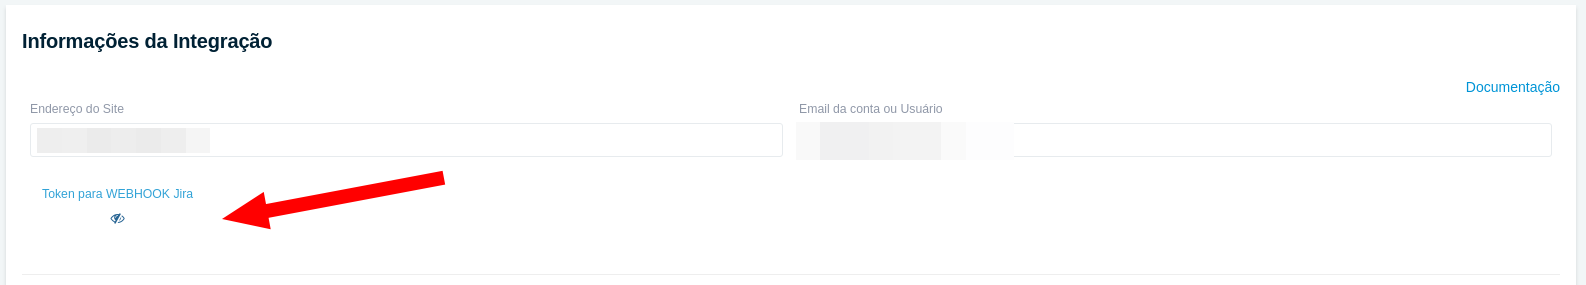 Informações da Integração
Documentação
Endereço do Site
Email da conta ou Usuário
Token para WEBHOOK Jira